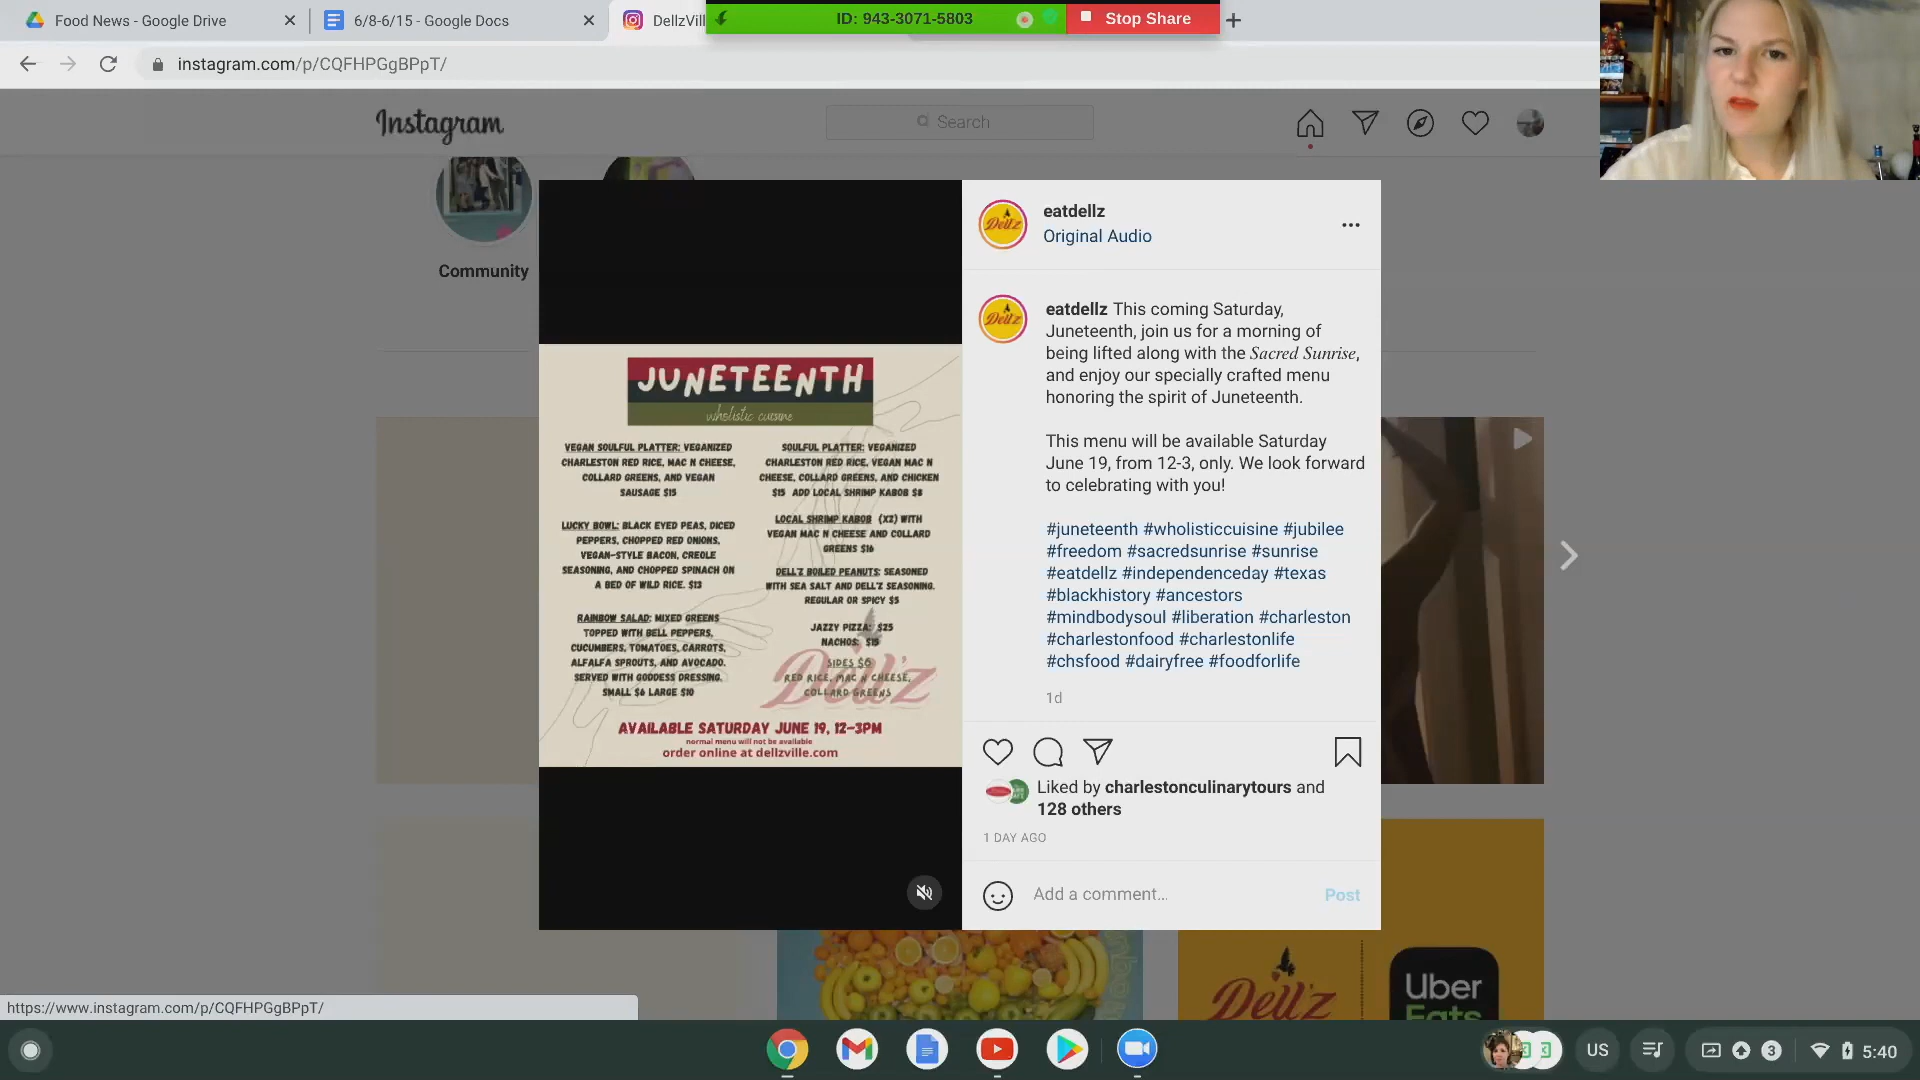 Food News - Google Drive
6/8-6/15 - Google Docs
DellzVill
ID: 943-3071-5803
Stop Share
instagram.com/p/CQFHPGgBPpT/
Instagram
Search
Community
eatdellz
Original Audio
JUNETEENTH
wholistic cuisine
VEGAN SOULFUL PLATTER: VEGANIZED
CHARLESTON RED RICE, MAC N CHEESE,
COLLARD GREENS, AND VEGAN
SAUSAGE $15
LUCKY BOWL: BLACK EYED PEAS, DICED
PEPPERS, CHOPPED RED ONIONS,
VEGAN-STYLE BACON, CREOLE
SEASONING, AND CHOPPED SPINACH ON
A BED OF WILD RICE. $13
RAINBOW SALAD: MIXED GREENS
TOPPED WITH BELL PEPPERS,
CUCUMBERS, TOMATOES, CARROTS,
ALFALFA SPROUTS, AND AVOCADO.
SERVED WITH GODDESS DRESSING.
SMALL $6 LARGE $10
SOULFUL PLATTER: VEGANIZED
CHARLESTON RED RICE, VEGAN MAC N
CHEESE, COLLARD GREENS, AND CHICKEN
$15 ADD LOCAL SHRIMP KABOB $8
LOCAL SHRIMP KABOB (X2) WITH
VEGAN MAC N CHEESE AND COLLARD
GREENS $16
DELL'Z BOILED PEANUTS: SEASONED
WITH SEA SALT AND DELL'Z SEASONING.
REGULAR OR SPICY $5
JAZZY PIZZA: $25
NACHOS: $15
SIDES $6
RED RICE, MAC N CHEESE,
COLLARD GREENS
Dell'z
AVAILABLE SATURDAY JUNE 19, 12-3PM
normal menu will not be available
order online at dellzville.com
eatdellz This coming Saturday,
Juneteenth, join us for a morning of
being lifted along with the Sacred Sunrise,
and enjoy our specially crafted menu
honoring the spirit of Juneteenth.
This menu will be available Saturday
June 19, from 12-3, only. We look forward
to celebrating with you!
#juneteenth #wholisticcuisine #jubilee
#freedom #sacredsunrise #sunrise
#eatdellz #independenceday #texas
#blackhistory #ancestors
#mindbodysoul #liberation #charleston
#charlestonfood #charlestonlife
#chsfood #dairyfree #foodforlife
1d
Liked by charlestonculinarytours and
128 others
1 DAY AGO
Add a comment...
Post
Dell'z
Uber
Eats
https://www.instagram.com/p/CQFHPGgBPpT/
US
3
5:40